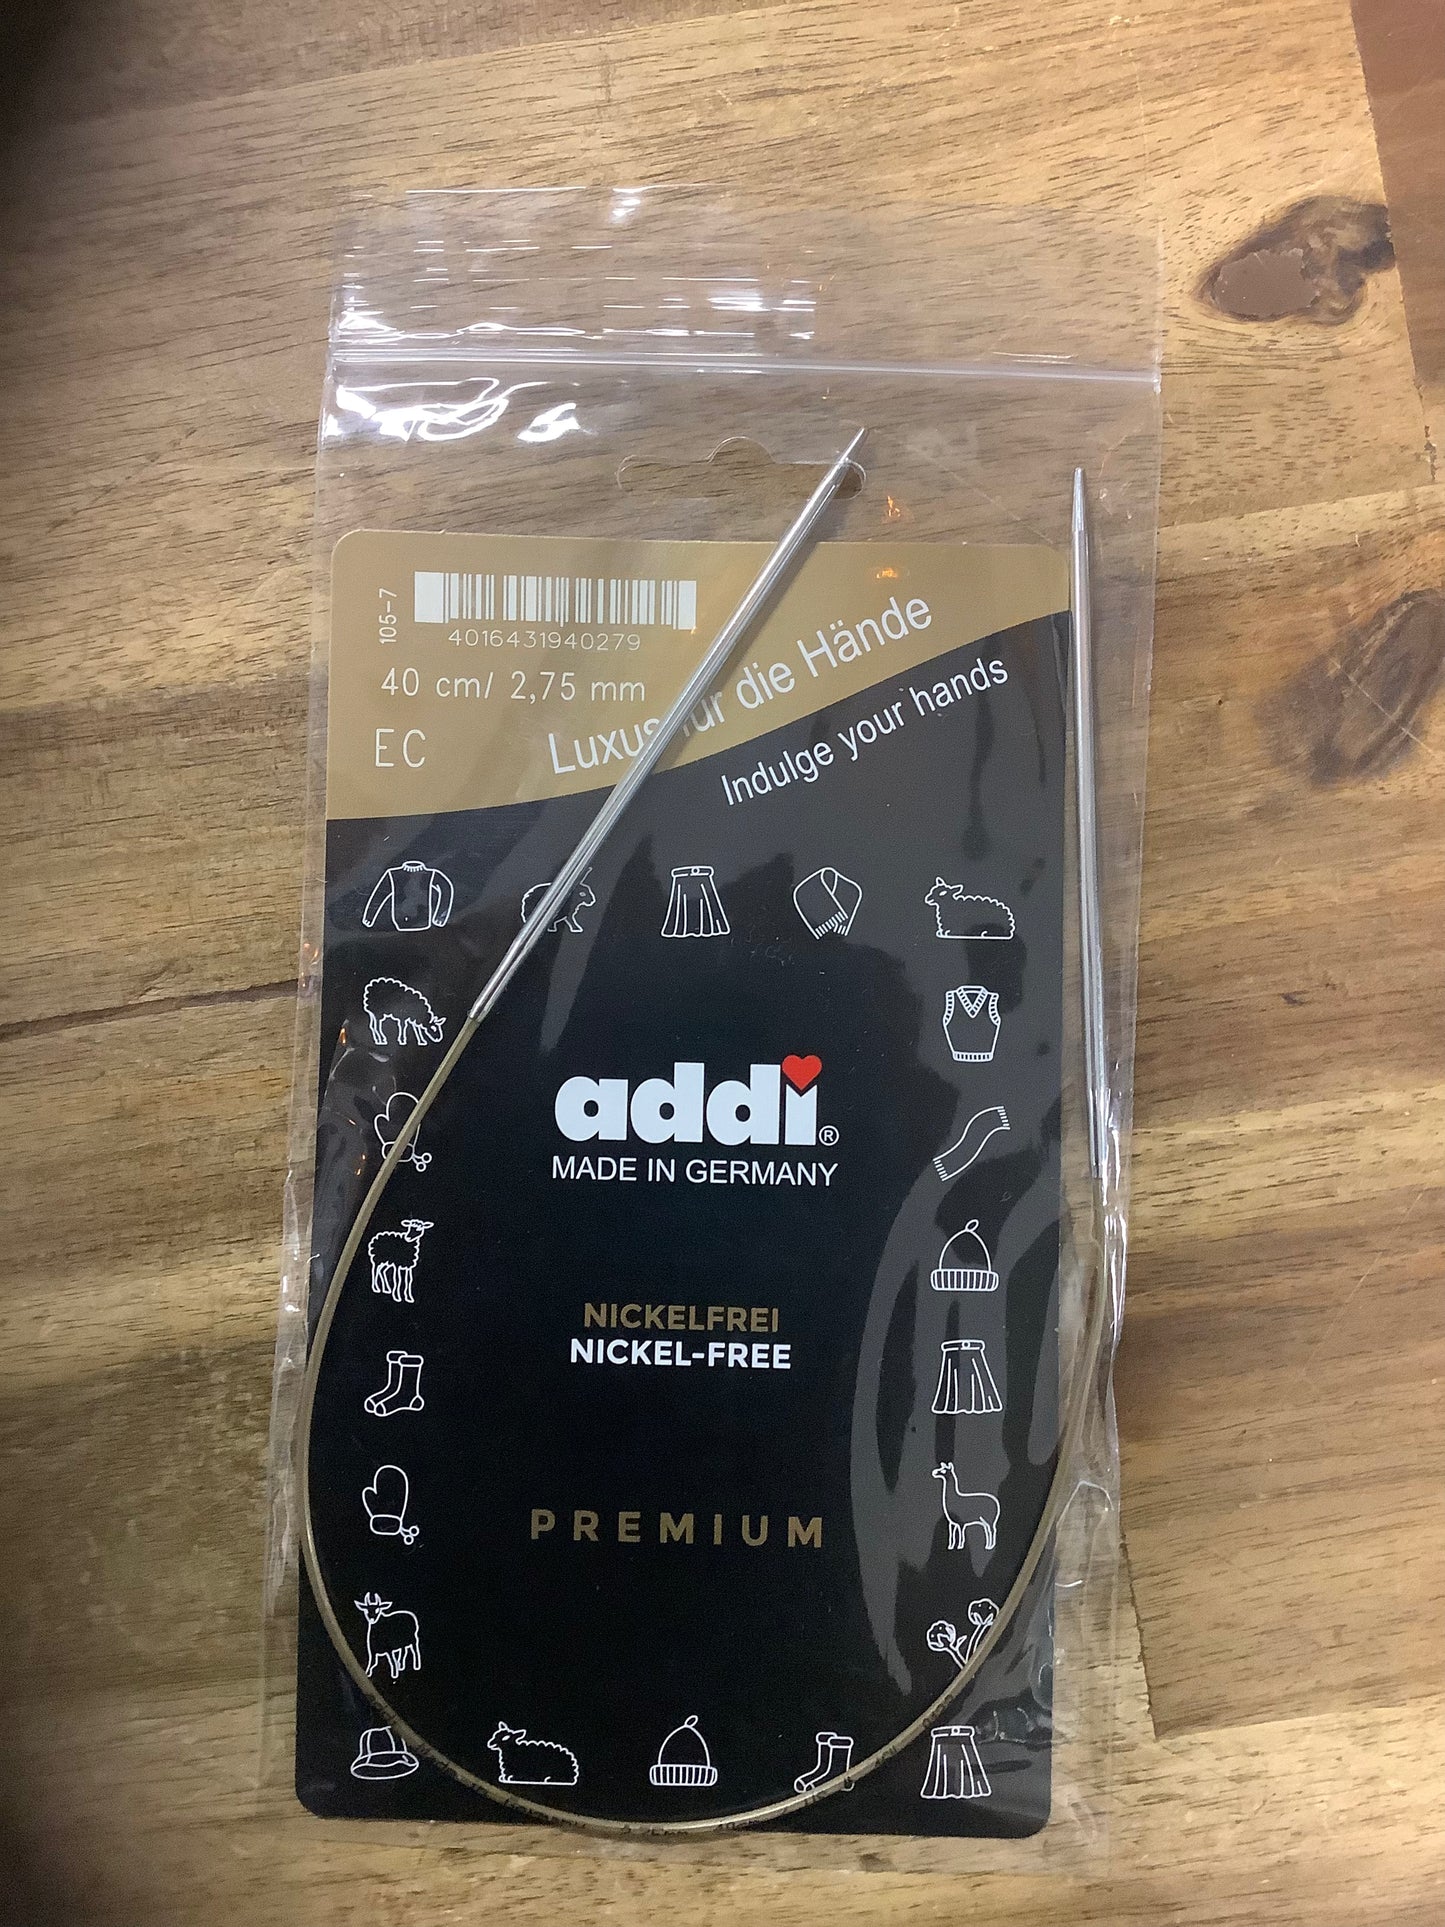 105-7
4016431940279
40 cm/ 2,75 mm
EC
Luxus für die Hände
Indulge your hands
addi®
MADE IN GERMANY
NICKELFREI
NICKEL-FREE
PREMIUM